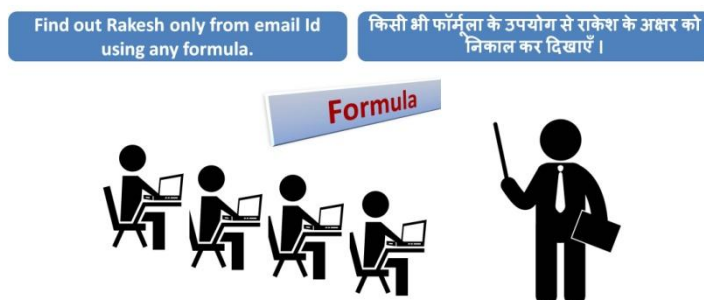 Find out Rakesh only from email Id
using any formula.
किसी भी फॉर्मूला के उपयोग से राकेश के अक्षर को
निकाल कर दिखाएँ ।
Formula